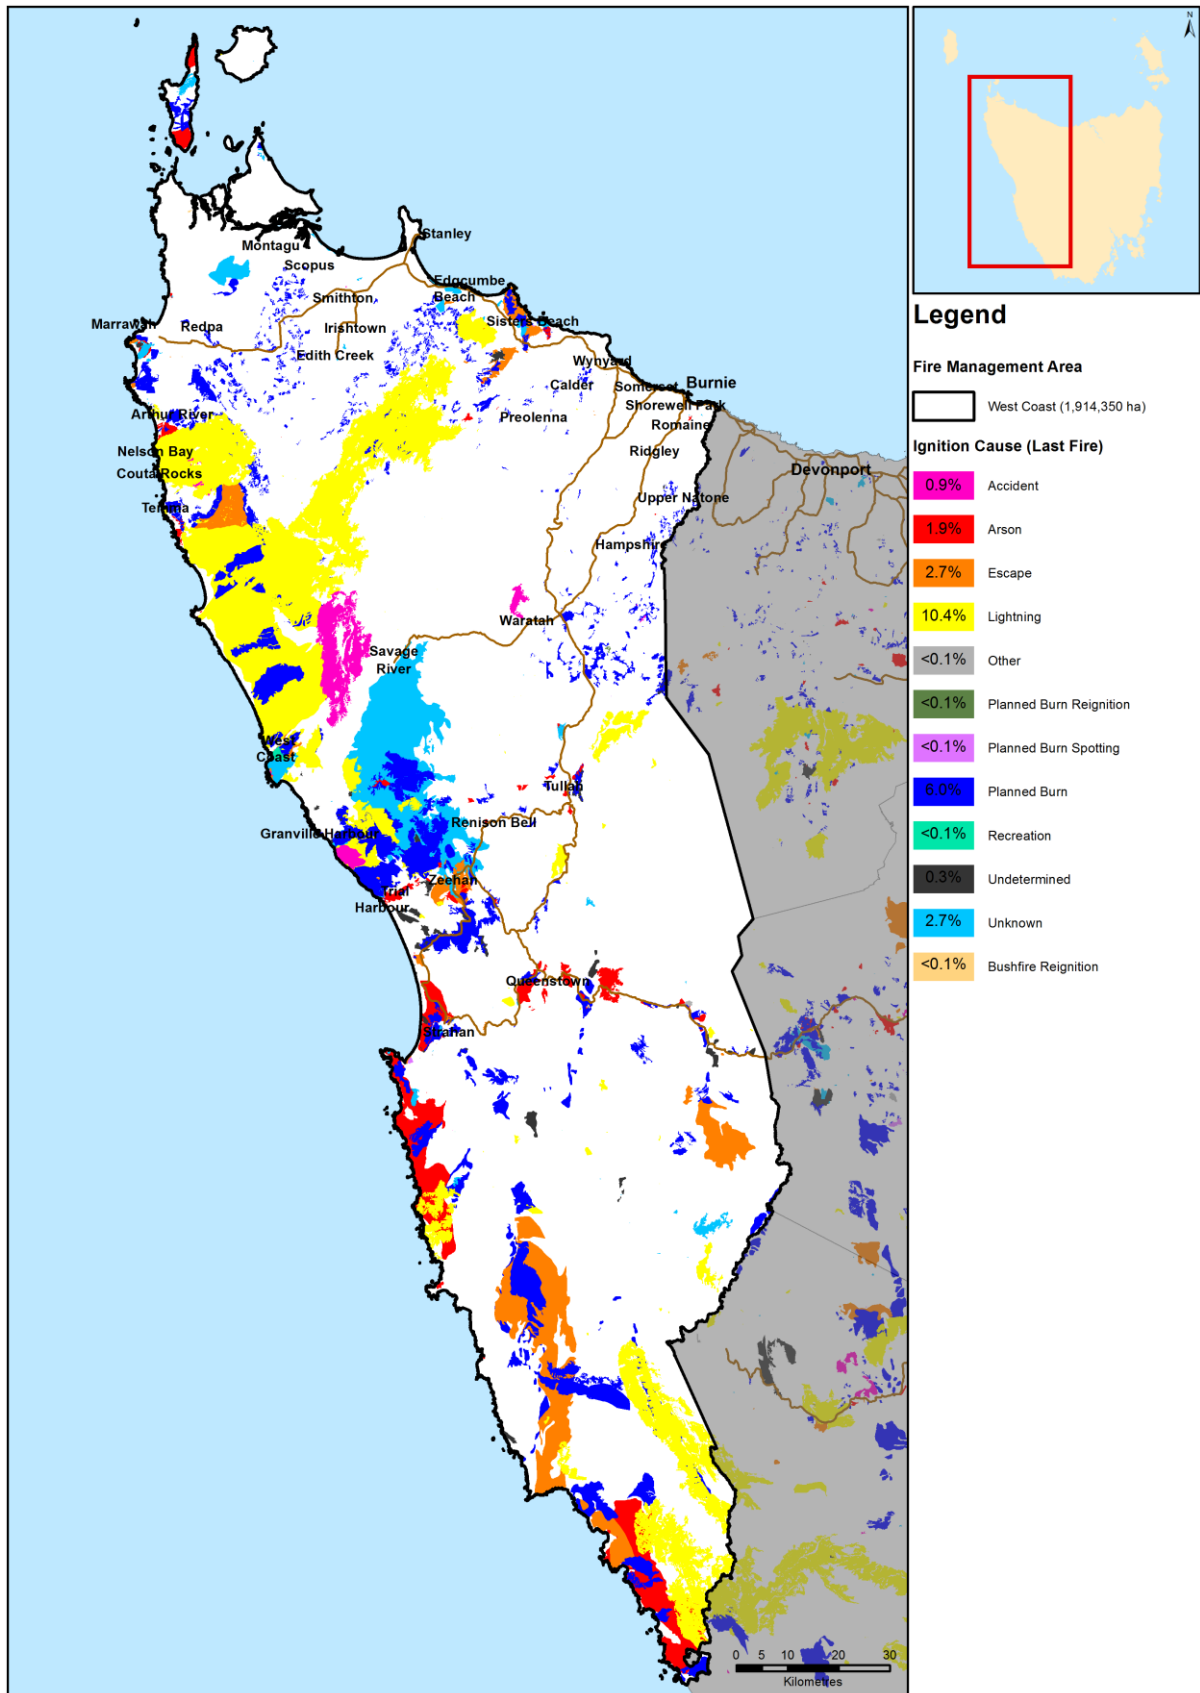 Stanley
Montagu
Scopus
Edgcumbe
Beach
Smithton
Marrawah
Redpa
Irishtown
Sisters Beach
Edith Creek
Wynyard
Calder
Somerset
Burnie
Arthur River
Preolenna
Shorewell Park
Romaine
Nelson Bay
Ridgley
Couta Rocks
Devonport
Temma
Upper Natone
Hampshire
Waratah
Savage
River
West
Coast
Tullah
Granville Harbour
Renison Bell
Zeehan
Trial
Harbour
Queenstown
Strahan
0 5 10 20 30
Kilometres
N
Legend
Fire Management Area
West Coast (1,914,350 ha)
Ignition Cause (Last Fire)
0.9% Accident
1.9% Arson
2.7% Escape
10.4% Lightning
<0.1% Other
<0.1% Planned Burn Reignition
<0.1% Planned Burn Spotting
6.0% Planned Burn
<0.1% Recreation
0.3% Undetermined
2.7% Unknown
<0.1% Bushfire Reignition